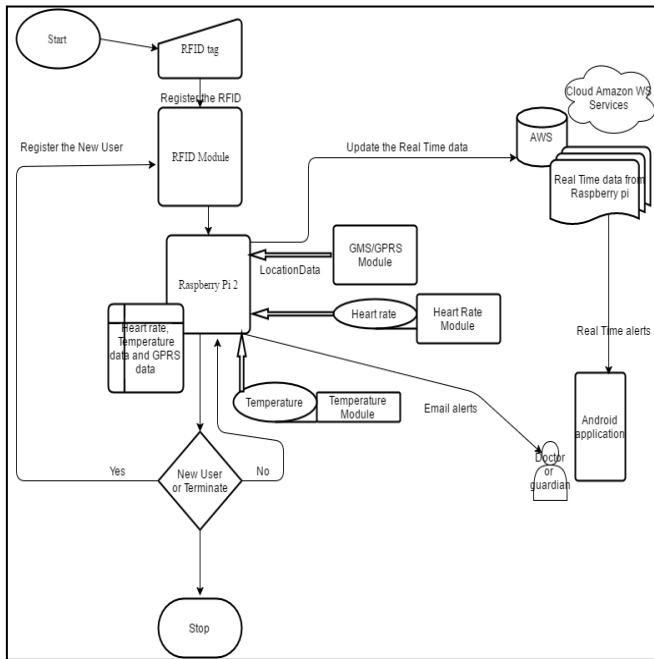 Start
RFID tag
Register the RFID
Cloud Amazon WS
Services
Register the New User
RFID Module
Update the Real Time data
AWS
Real Time data from
Raspberry pi
GMS/GPRS
Module
LocationData
Raspberry Pi 2
Heart rate
Heart Rate
Module
Heart rate,
Temperature
data and GPRS
data
Real Time alerts
Temperature
Temperature
Module
Email alerts
Android
application
Doctor
or
guardian
Yes
New User
or Terminate
No
Stop